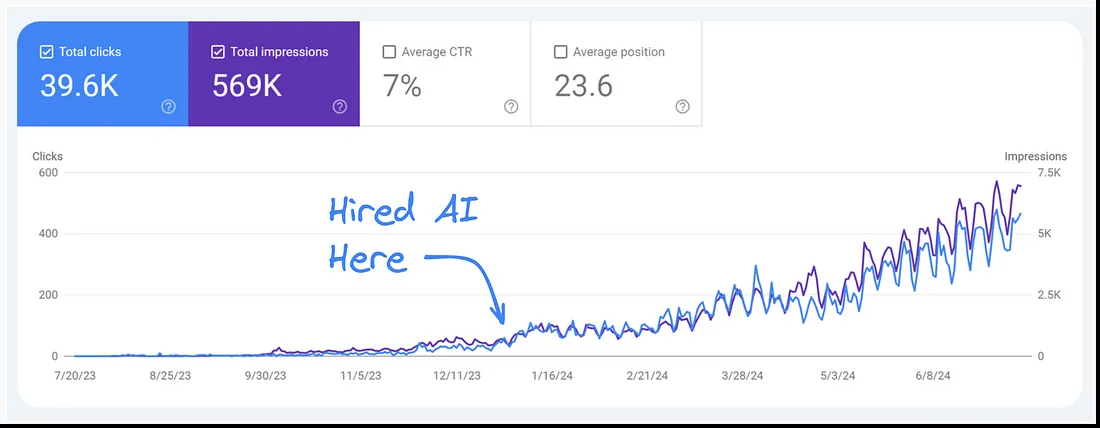 Total clicks
39.6K
Total impressions
569K
Average CTR
7%
Average position
23.6
Clicks
Impressions
600
7.5K
400
5K
200
2.5K
0
0
Hired AI
Here
7/20/23 8/25/23 9/30/23 11/5/23 12/11/23 1/16/24 2/21/24 3/28/24 5/3/24 6/8/24